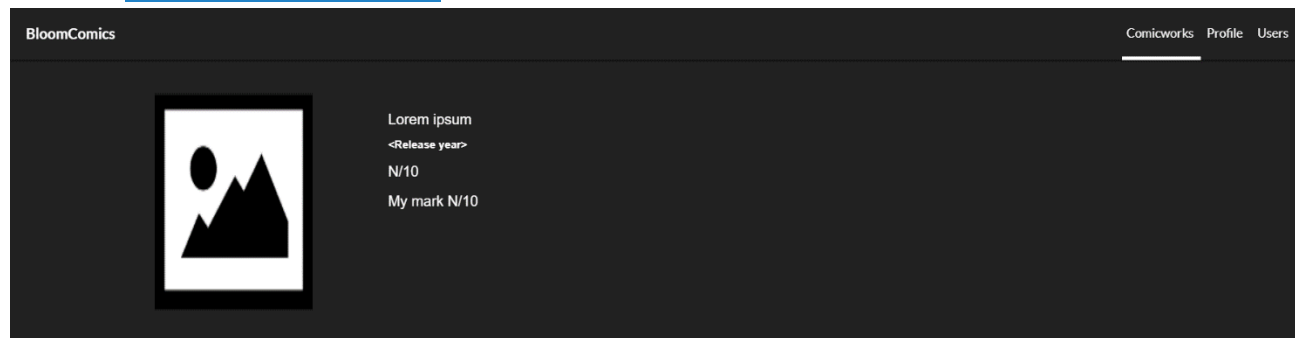 BloomComics
Comicworks Profile Users
Lorem ipsum
<Release year>
N/10
My mark N/10